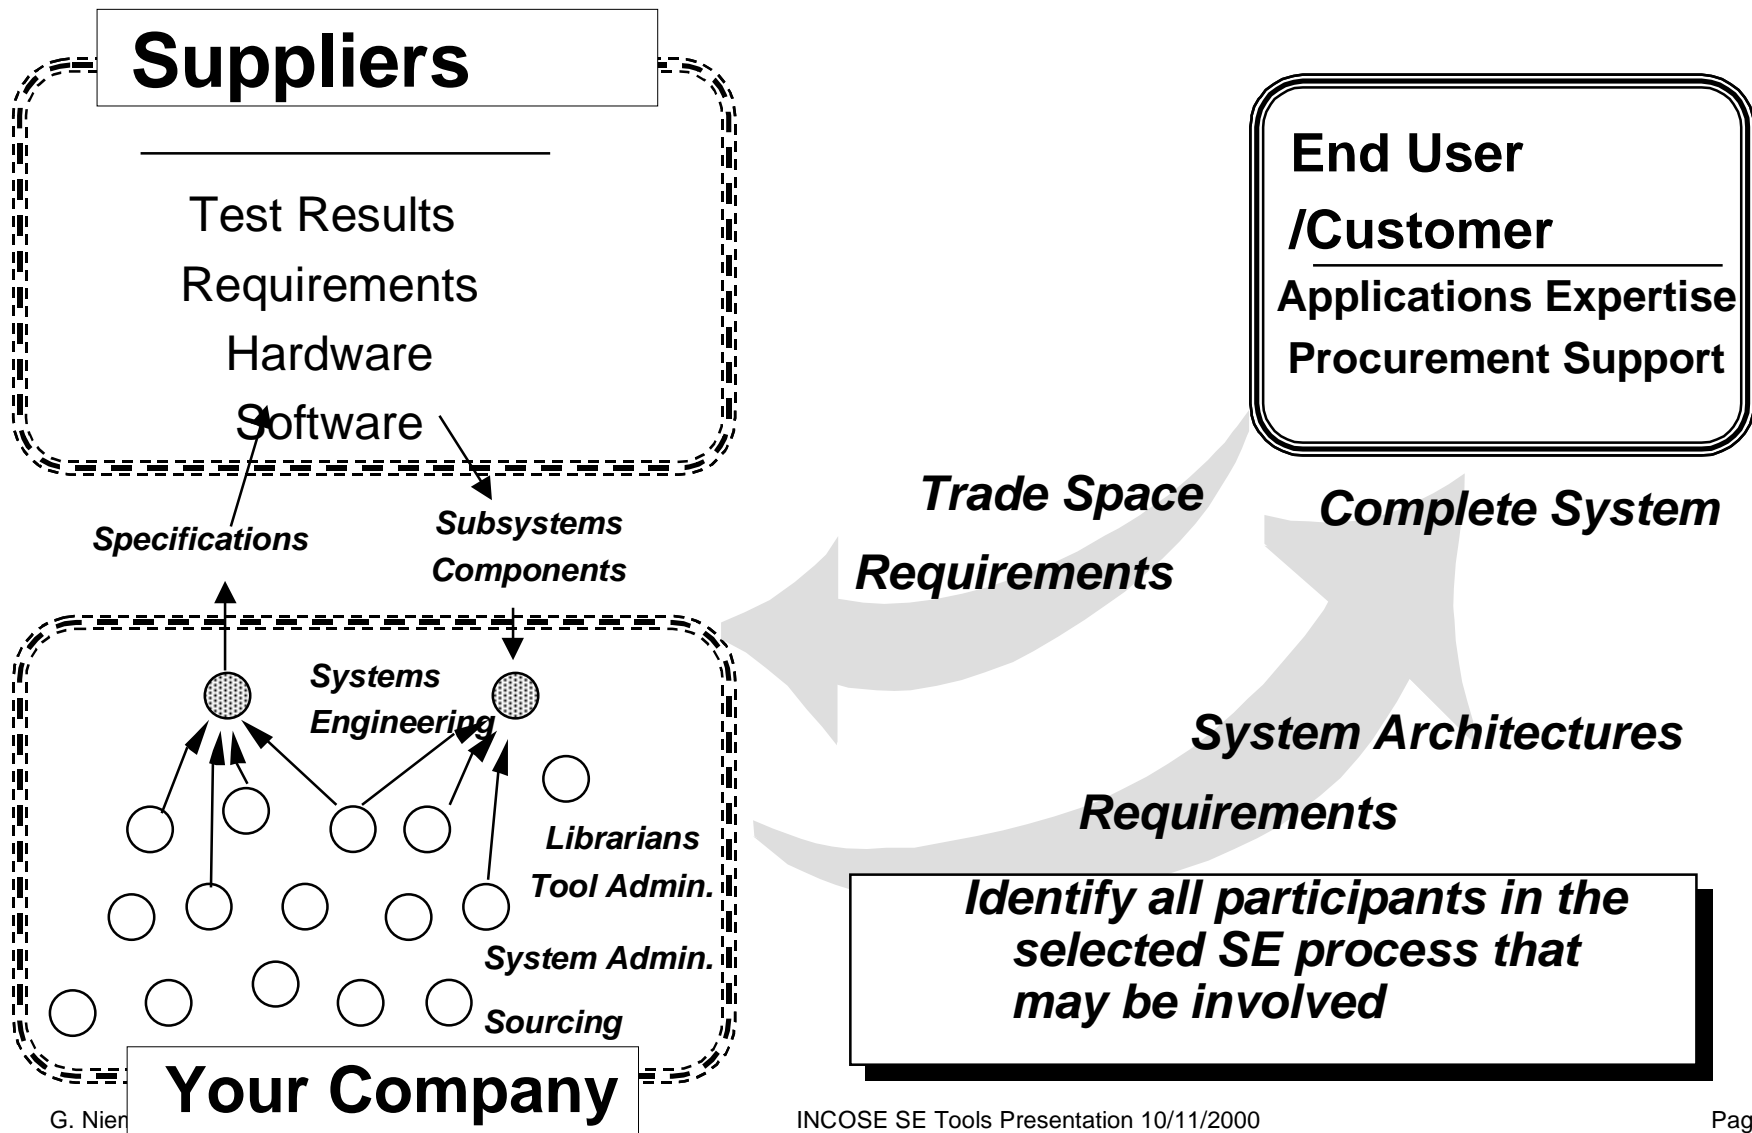 Suppliers
Test Results
Requirements
Hardware
Software
Specifications
Subsystems
Components
Systems
Engineering
Librarians
Tool Admin.
System Admin.
Sourcing
Your Company
End User
/Customer
Applications Expertise
Procurement Support
Trade Space
Requirements
Complete System
System Architectures
Requirements
Identify all participants in the
selected SE process that
may be involved
G. Nien
INCOSE SE Tools Presentation 10/11/2000
Pag